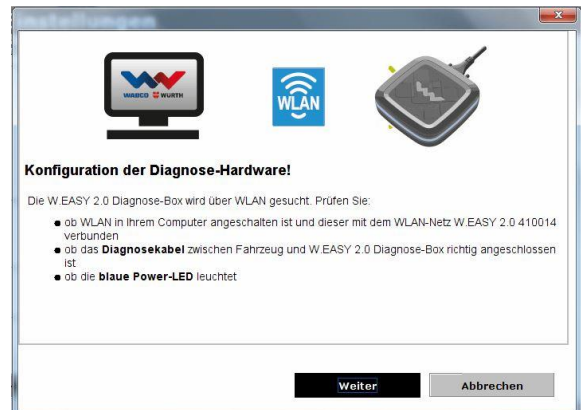 instellungen
WABCO WÜRTH
WLAN
Konfiguration der Diagnose-Hardware!
Die W.EASY 2.0 Diagnose-Box wird über WLAN gesucht. Prüfen Sie:
● ob WLAN in Ihrem Computer angeschalten ist und dieser mit dem WLAN-Netz W.EASY 2.0 410014
verbunden
● ob das Diagnosekabel zwischen Fahrzeug und W.EASY 2.0 Diagnose-Box richtig angeschlossen
ist
● ob die blaue Power-LED leuchtet
Weiter
Abbrechen